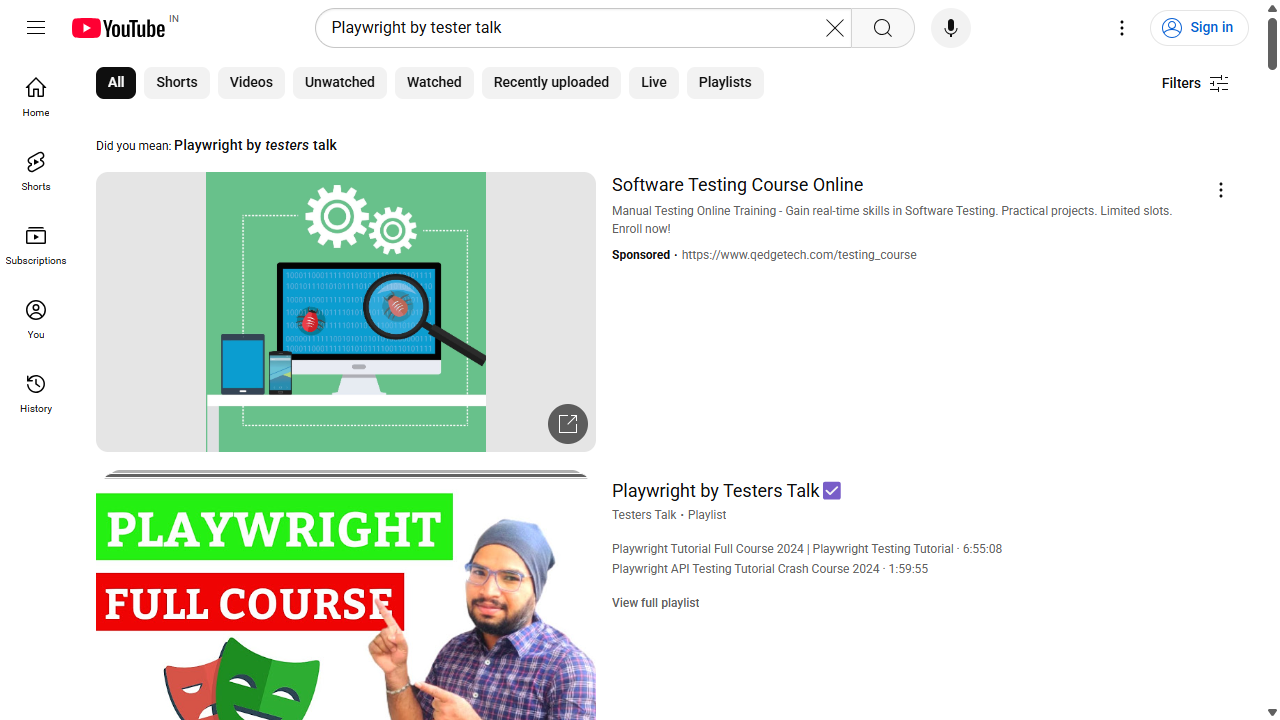 YouTube IN
Playwright by tester talk
Sign in
All
Shorts
Videos
Unwatched
Watched
Recently uploaded
Live
Playlists
Filters
Home
Shorts
Subscriptions
You
History
Did you mean: Playwright by testers talk
Software Testing Course Online
Manual Testing Online Training - Gain real-time skills in Software Testing. Practical projects. Limited slots.
Enroll now!
Sponsored · https://www.qedgetech.com/testing_course
PLAYWRIGHT
FULL COURSE
Playwright by Testers Talk☑
Testers Talk · Playlist
Playwright Tutorial Full Course 2024 | Playwright Testing Tutorial · 6:55:08
Playwright API Testing Tutorial Crash Course 2024 · 1:59:55
View full playlist